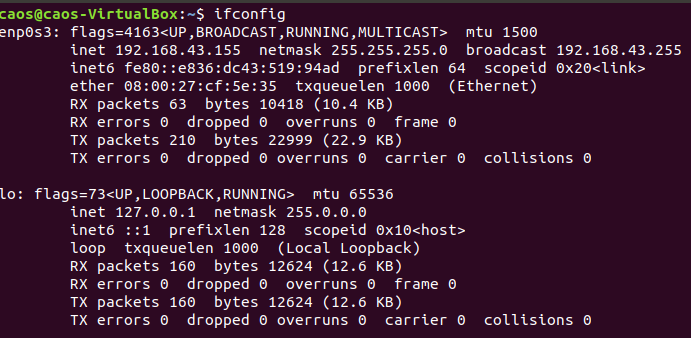 caos@caos-VirtualBox:~$ ifconfig
enp0s3: flags=4163<UP,BROADCAST,RUNNING,MULTICAST>  mtu 1500
        inet 192.168.43.155  netmask 255.255.255.0  broadcast 192.168.43.255
        inet6 fe80::e836:dc43:519:94ad  prefixlen 64  scopeid 0x20<link>
        ether 08:00:27:cf:5e:35  txqueuelen 1000  (Ethernet)
        RX packets 63  bytes 10418 (10.4 KB)
        RX errors 0  dropped 0  overruns 0  frame 0
        TX packets 210  bytes 22999 (22.9 KB)
        TX errors 0  dropped 0 overruns 0  carrier 0  collisions 0

lo: flags=73<UP,LOOPBACK,RUNNING>  mtu 65536
        inet 127.0.0.1  netmask 255.0.0.0
        inet6 ::1  prefixlen 128  scopeid 0x10<host>
        loop  txqueuelen 1000  (Local Loopback)
        RX packets 160  bytes 12624 (12.6 KB)
        RX errors 0  dropped 0  overruns 0  frame 0
        TX packets 160  bytes 12624 (12.6 KB)
        TX errors 0  dropped 0 overruns 0  carrier 0  collisions 0